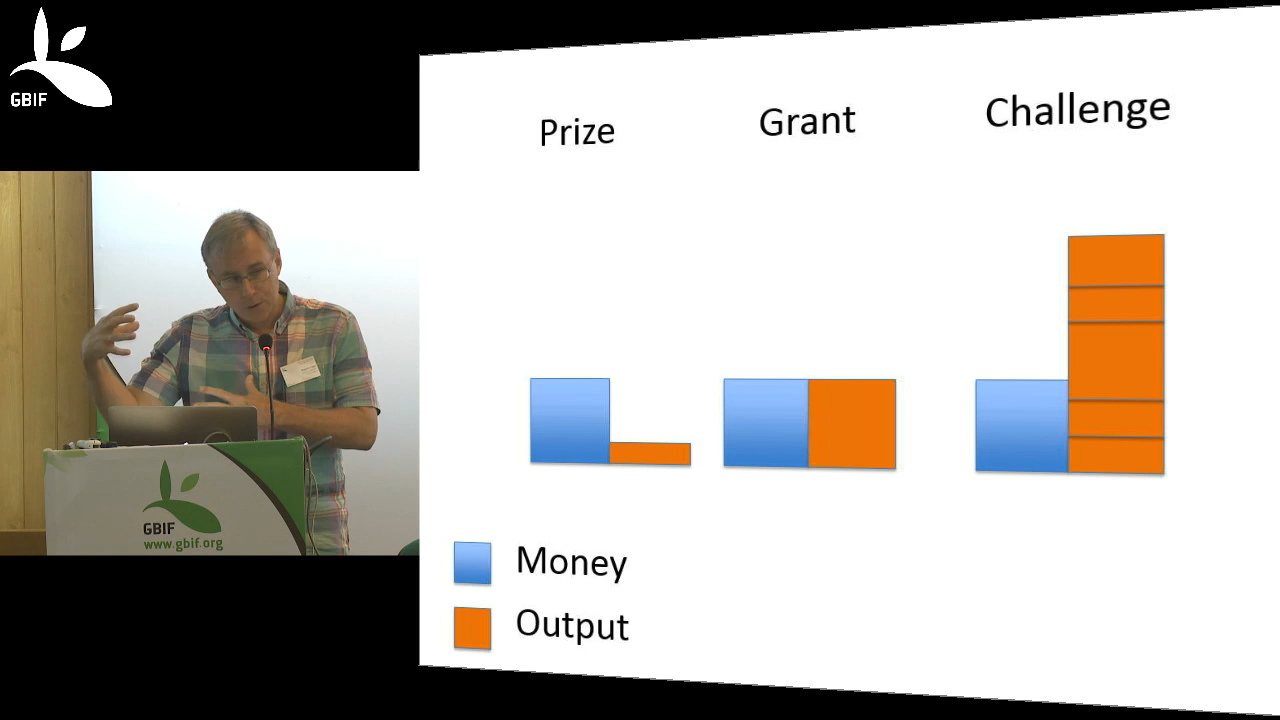 GBIF
Prize
Grant
Challenge
GBIF
www.gbif.org
Money
Output